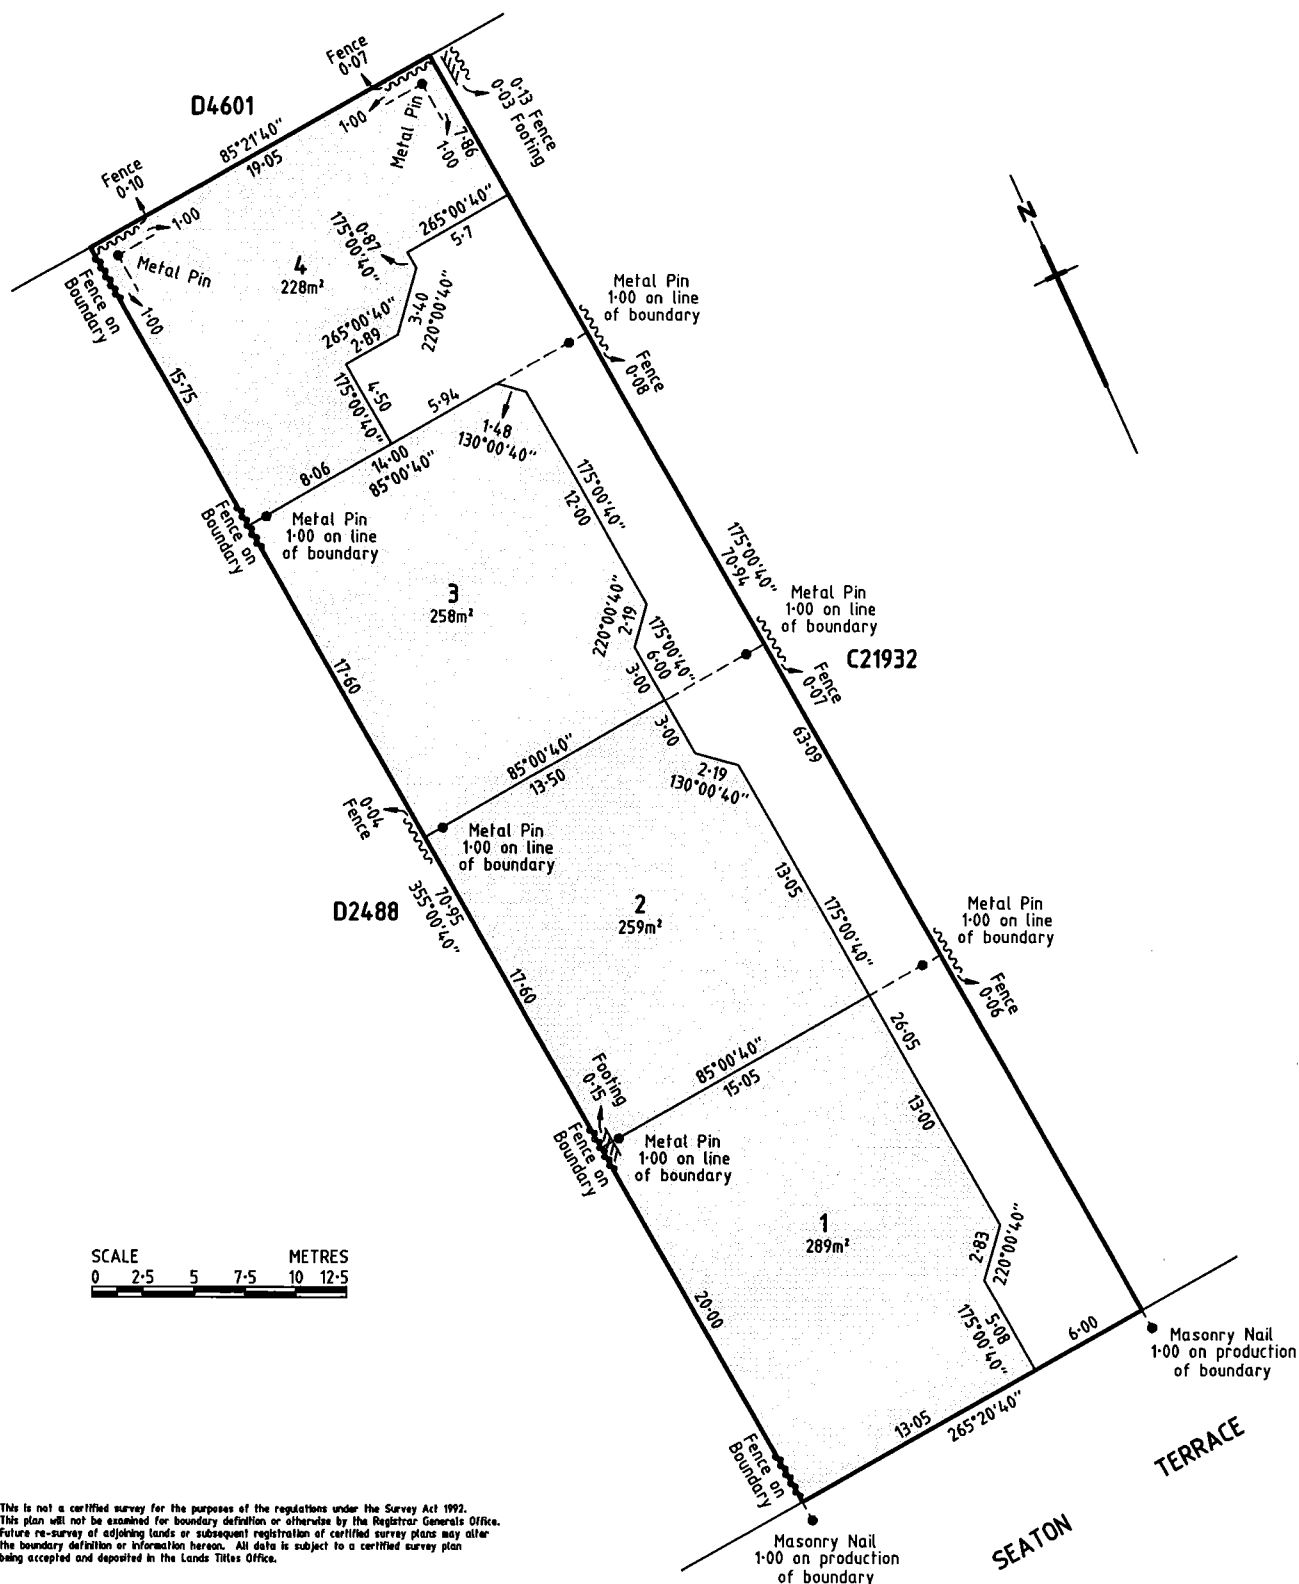 Fence
0·07
D4601
85°21'40"
19·05
1·00
Metal Pin
7·86
1·00
0·13 Fence
0·03 Footing
Fence
0·10
1·00
Metal Pin
1·00
Fence on
Boundary
4
228m²
0·87
175°00'40"
265°00'40"
5·7
265°00'40"
2·89
3·40
220°00'40"
4·50
175°00'40"
N
Metal Pin
1·00 on line
of boundary
Fence
0·08
15·75
5·94
1·48
130°00'40"
8·06
14·00
85°00'40"
Fence on
Boundary
Metal Pin
1·00 on line
of boundary
175°00'40"
12·00
3
258m²
220°00'40"
2·19
175°00'40"
6·00
3·00
175°00'40"
70·94
Metal Pin
1·00 on line
of boundary
C21932
Fence
0·07
17·60
3·00
63·09
85°00'40"
13·50
2·19
130°00'40"
0·04
Fence
Metal Pin
1·00 on line
of boundary
D2488
70·95
355°00'40"
2
259m²
13·05
175°00'40"
Metal Pin
1·00 on line
of boundary
Fence
0·06
17·60
26·05
85°00'40"
15·05
Footing
0·15
Fence on
Boundary
Metal Pin
1·00 on line
of boundary
13·00
1
289m²
2·83
220°00'40"
SCALE METRES
0 2·5 5 7·5 10 12·5
20·00
5·08
175°00'40"
6·00
Masonry Nail
1·00 on production
of boundary
13·05
265°20'40"
Fence on
Boundary
TERRACE
SEATON
Masonry Nail
1·00 on production
of boundary
This is not a certified survey for the purposes of the regulations under the Survey Act 1992.
This plan will not be examined for boundary definition or otherwise by the Registrar Generals Office.
Future re-survey of adjoining lands or subsequent registration of certified survey plans may alter
the boundary definition or information hereon. All data is subject to a certified survey plan
being accepted and deposited in the Lands Titles Office.